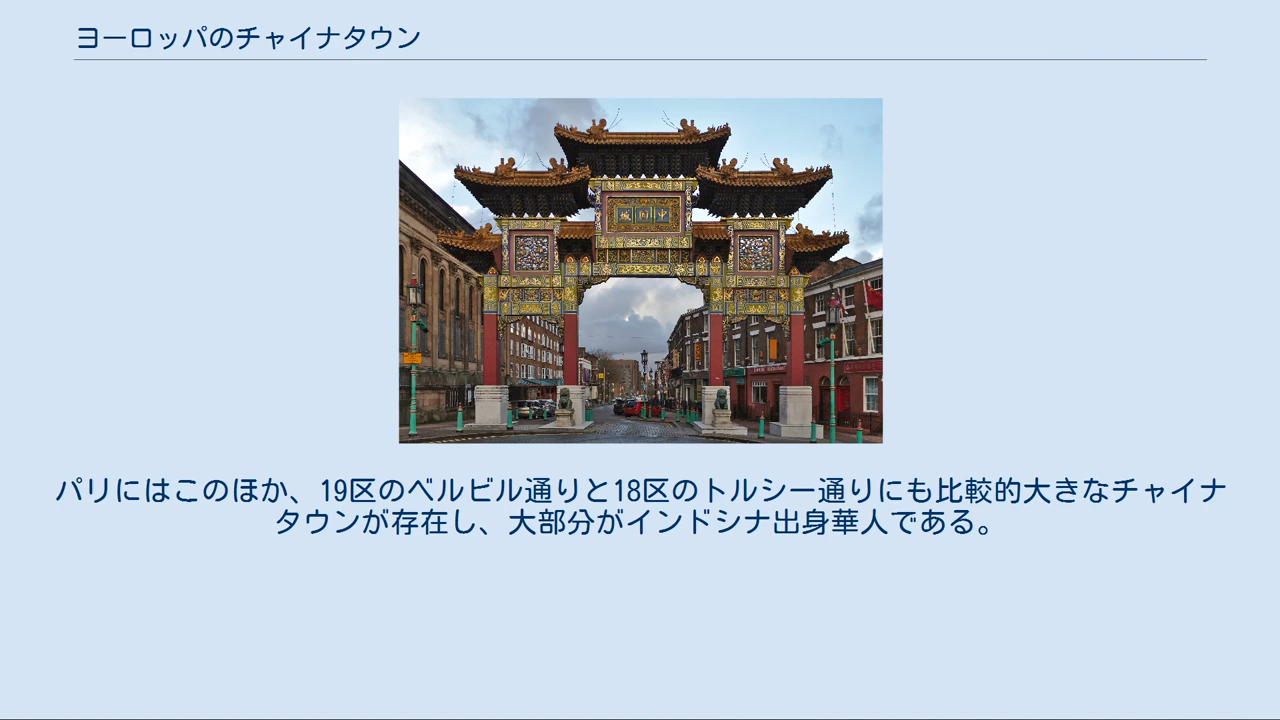 ヨーロッパのチャイナタウン
城國中
パリにはこのほか、19区のベルビル通りと18区のトルシー通りにも比較的大きなチャイナ
タウンが存在し、大部分がインドシナ出身華人である。